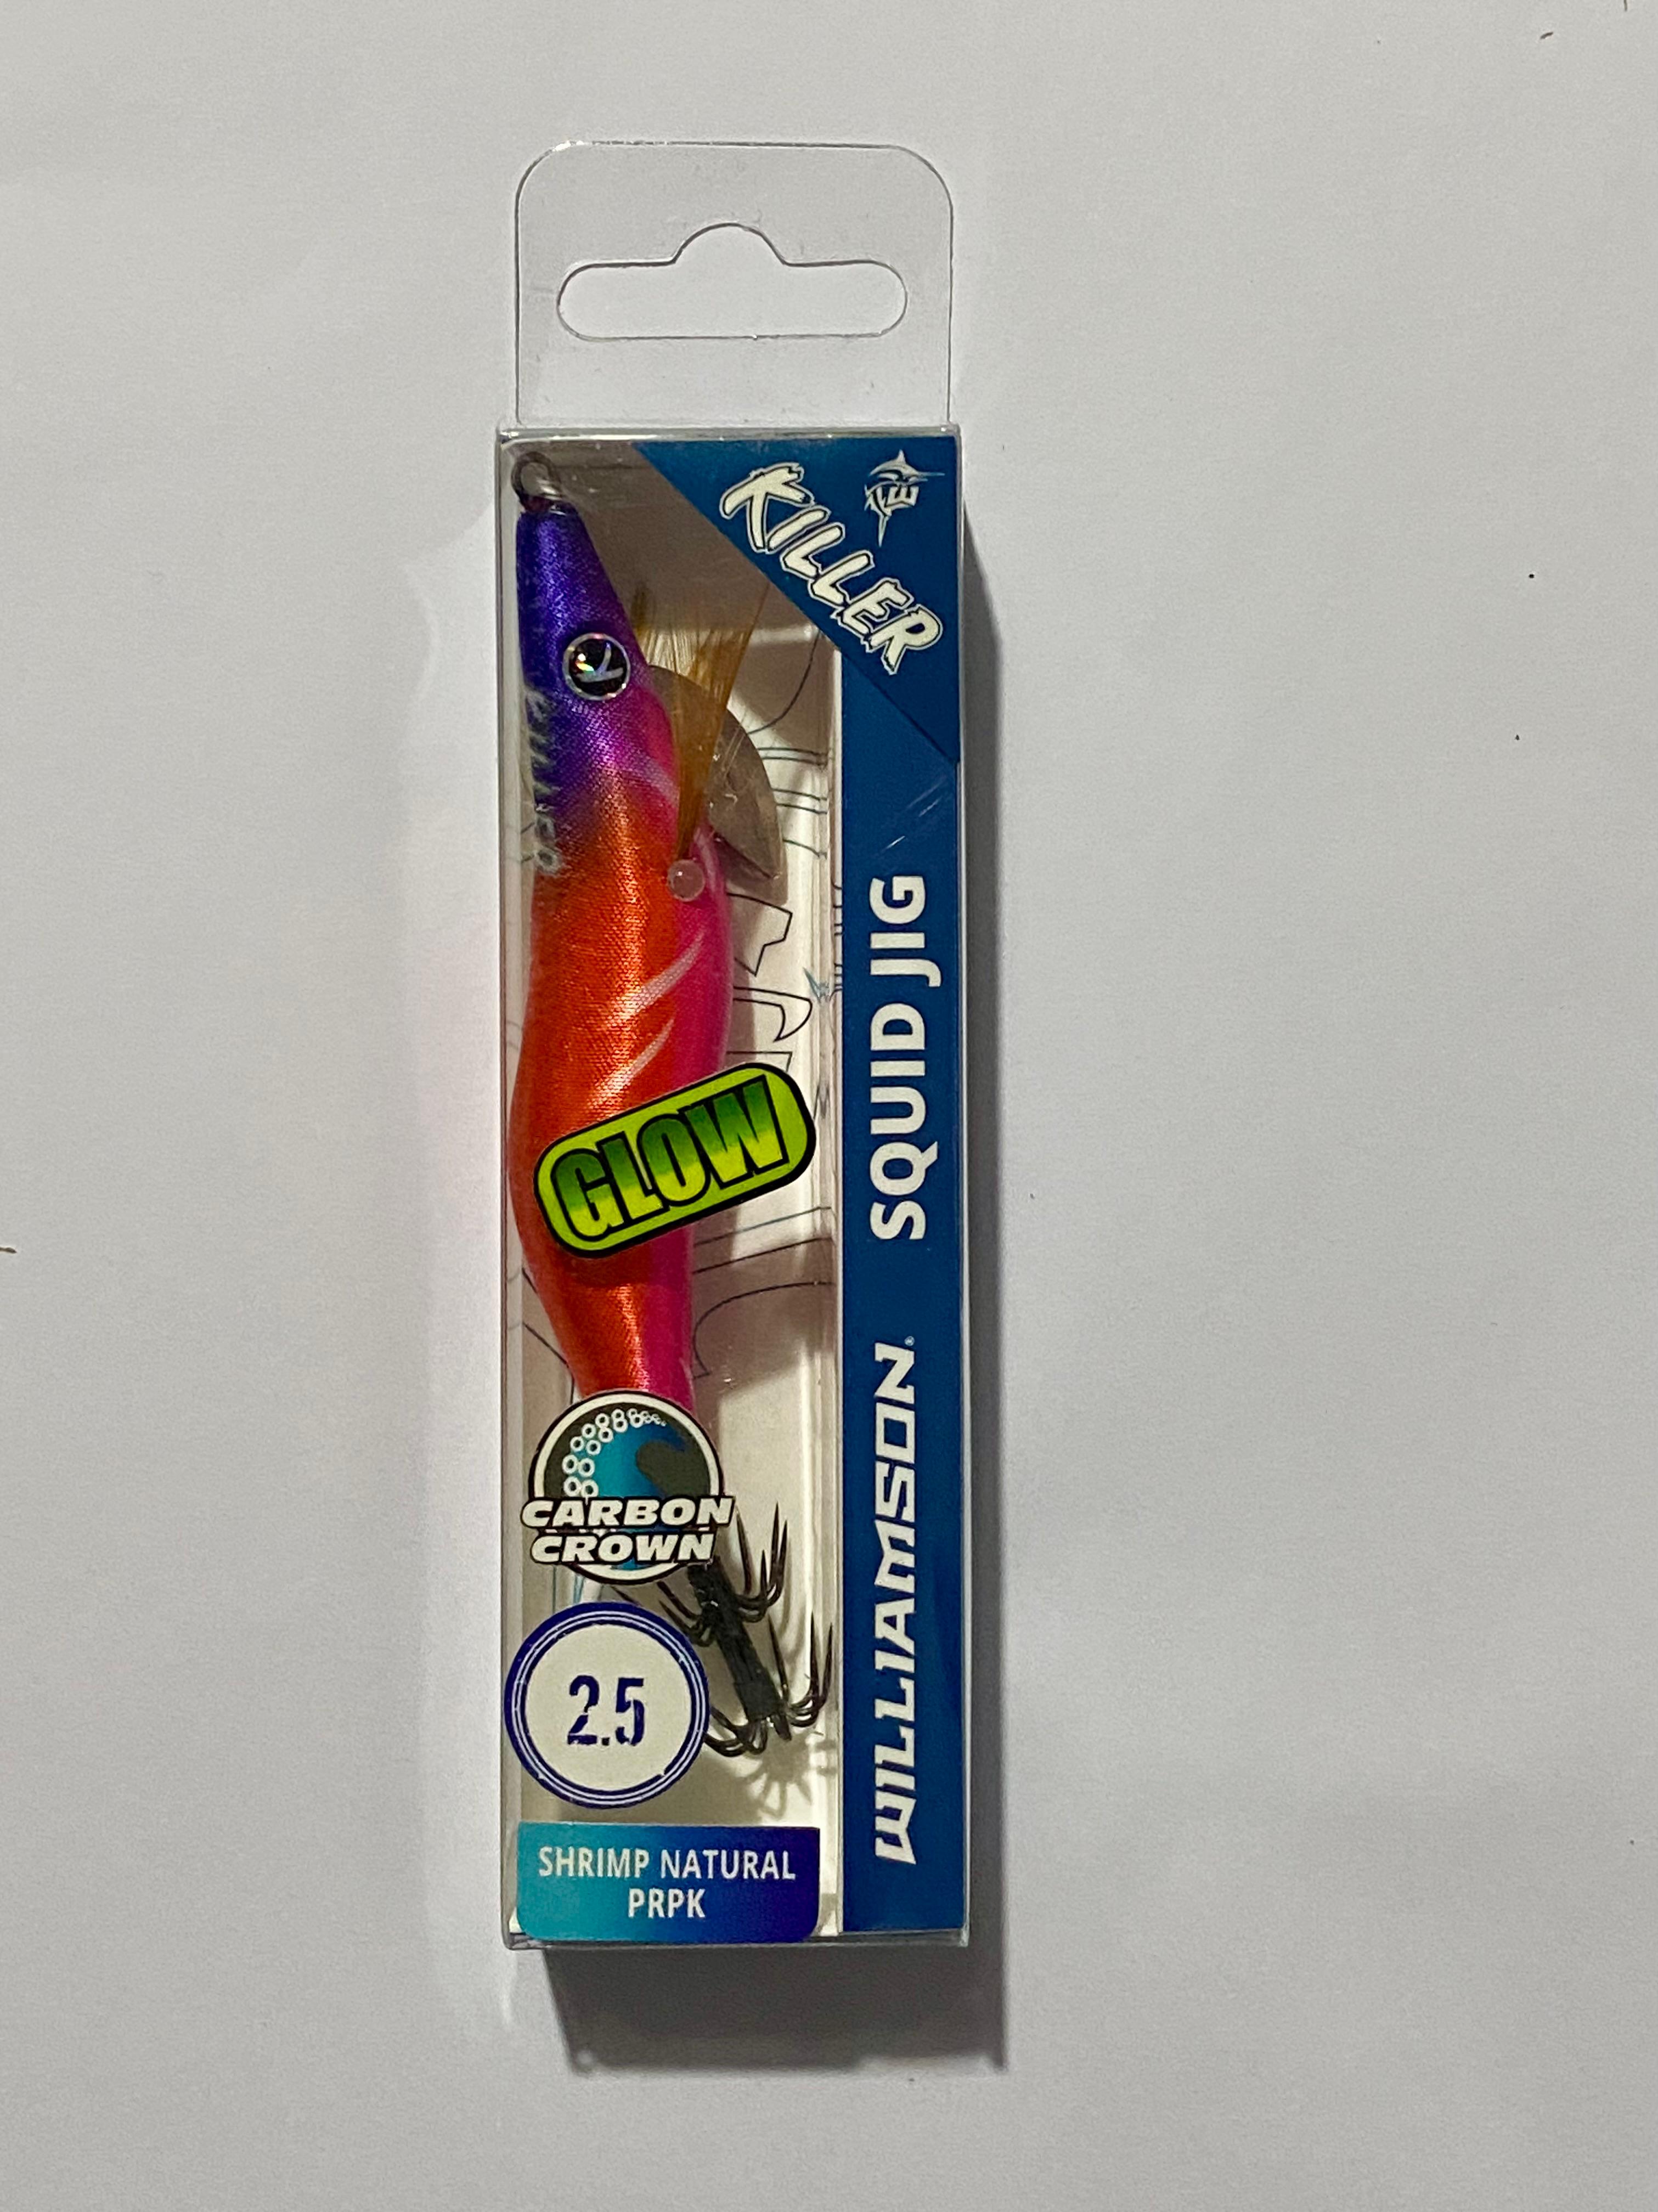 KILLER
SQUID JIG
WILLIAMSON®
KILLER
GLOW
CARBON
CROWN
2.5
SHRIMP NATURAL
PRPK